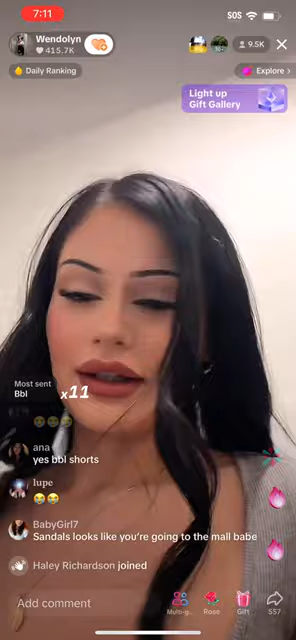 7:11
SOS
Wendolyn
415.7K
9.5K
Daily Ranking
Explore >
Light up
Gift Gallery
Most sent
Bbl
x11
😭😭😭
ana
yes bbl shorts
lupe
😂😂
BabyGirl7
Sandals looks like you're going to the mall babe
Haley Richardson joined
Add comment
Multi-g..
Rose
Gift
557